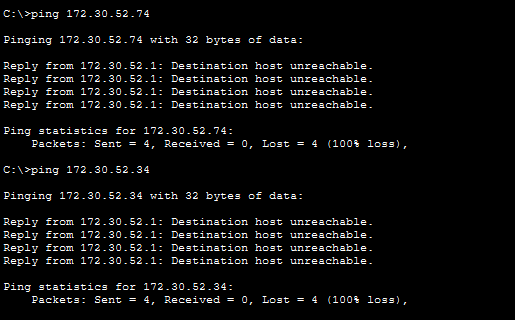 C:\>ping 172.30.52.74
Pinging 172.30.52.74 with 32 bytes of data:
Reply from 172.30.52.1: Destination host unreachable.
Reply from 172.30.52.1: Destination host unreachable.
Reply from 172.30.52.1: Destination host unreachable.
Reply from 172.30.52.1: Destination host unreachable.
Ping statistics for 172.30.52.74:
    Packets: Sent = 4, Received = 0, Lost = 4 (100% loss),
C:\>ping 172.30.52.34
Pinging 172.30.52.34 with 32 bytes of data:
Reply from 172.30.52.1: Destination host unreachable.
Reply from 172.30.52.1: Destination host unreachable.
Reply from 172.30.52.1: Destination host unreachable.
Reply from 172.30.52.1: Destination host unreachable.
Ping statistics for 172.30.52.34:
    Packets: Sent = 4, Received = 0, Lost = 4 (100% loss),